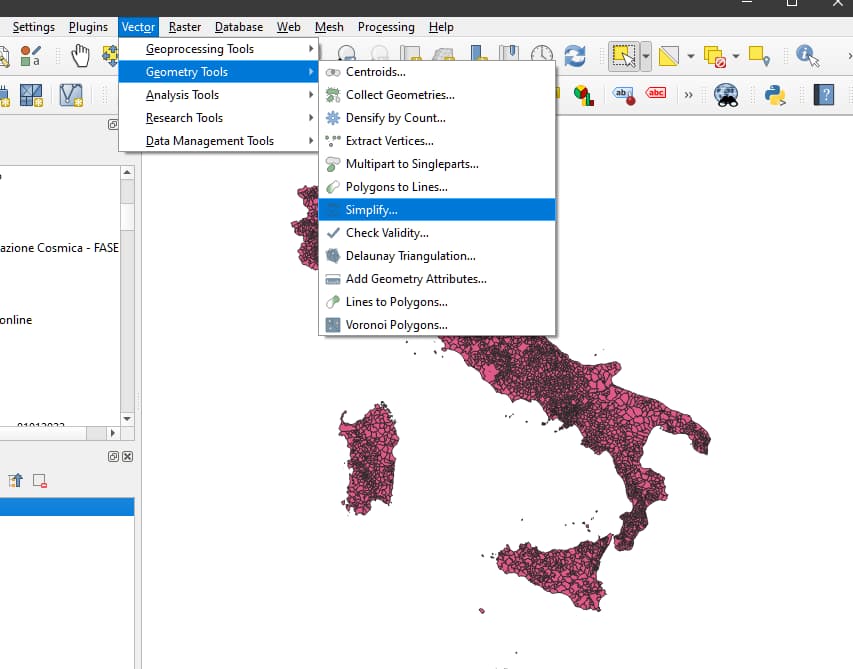 Settings Plugins Vector Raster Database Web Mesh Processing Help
Geoprocessing Tools
Geometry Tools
Analysis Tools
Research Tools
Data Management Tools
Centroids...
Collect Geometries...
Densify by Count...
Extract Vertices...
Multipart to Singleparts...
Polygons to Lines...
Simplify...
Check Validity...
Delaunay Triangulation...
Add Geometry Attributes...
Lines to Polygons...
Voronoi Polygons...
a
ab
abc
»
?
azione Cosmica - FASE
online
01012022